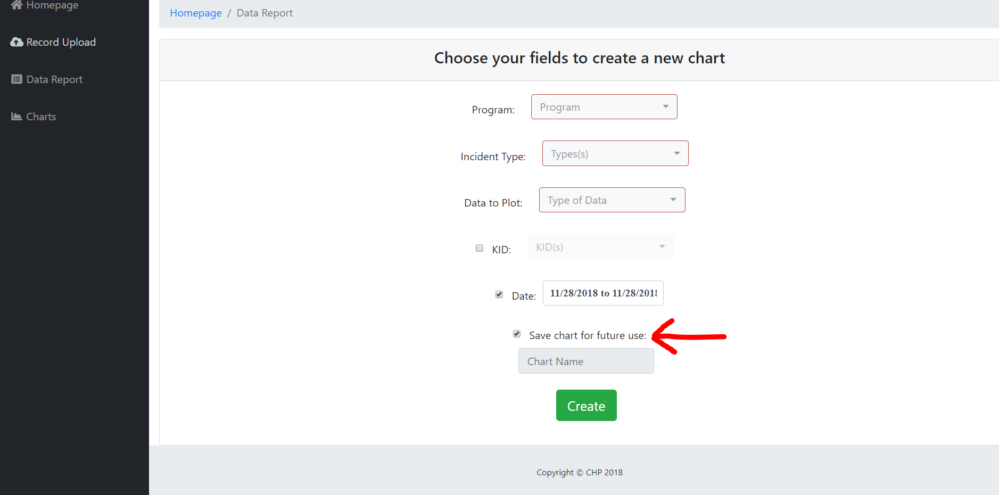 Homepage
Record Upload
Data Report
Charts
Homepage / Data Report
Choose your fields to create a new chart
Program: Program
Incident Type: Types(s)
Data to Plot: Type of Data
KID: KID(s)
Date: 11/28/2018 to 11/28/2018
Save chart for future use:
Chart Name
Create
Copyright © CHP 2018